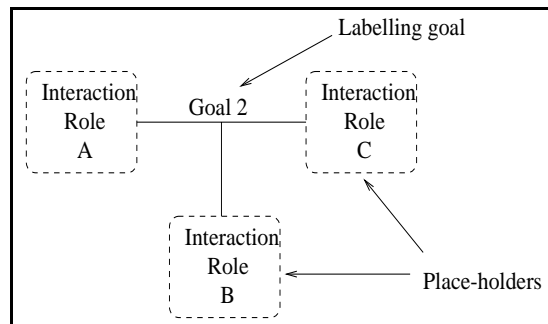 Labelling goal
Interaction
Role
A
Goal 2
Interaction
Role
C
Interaction
Role
B
Place-holders